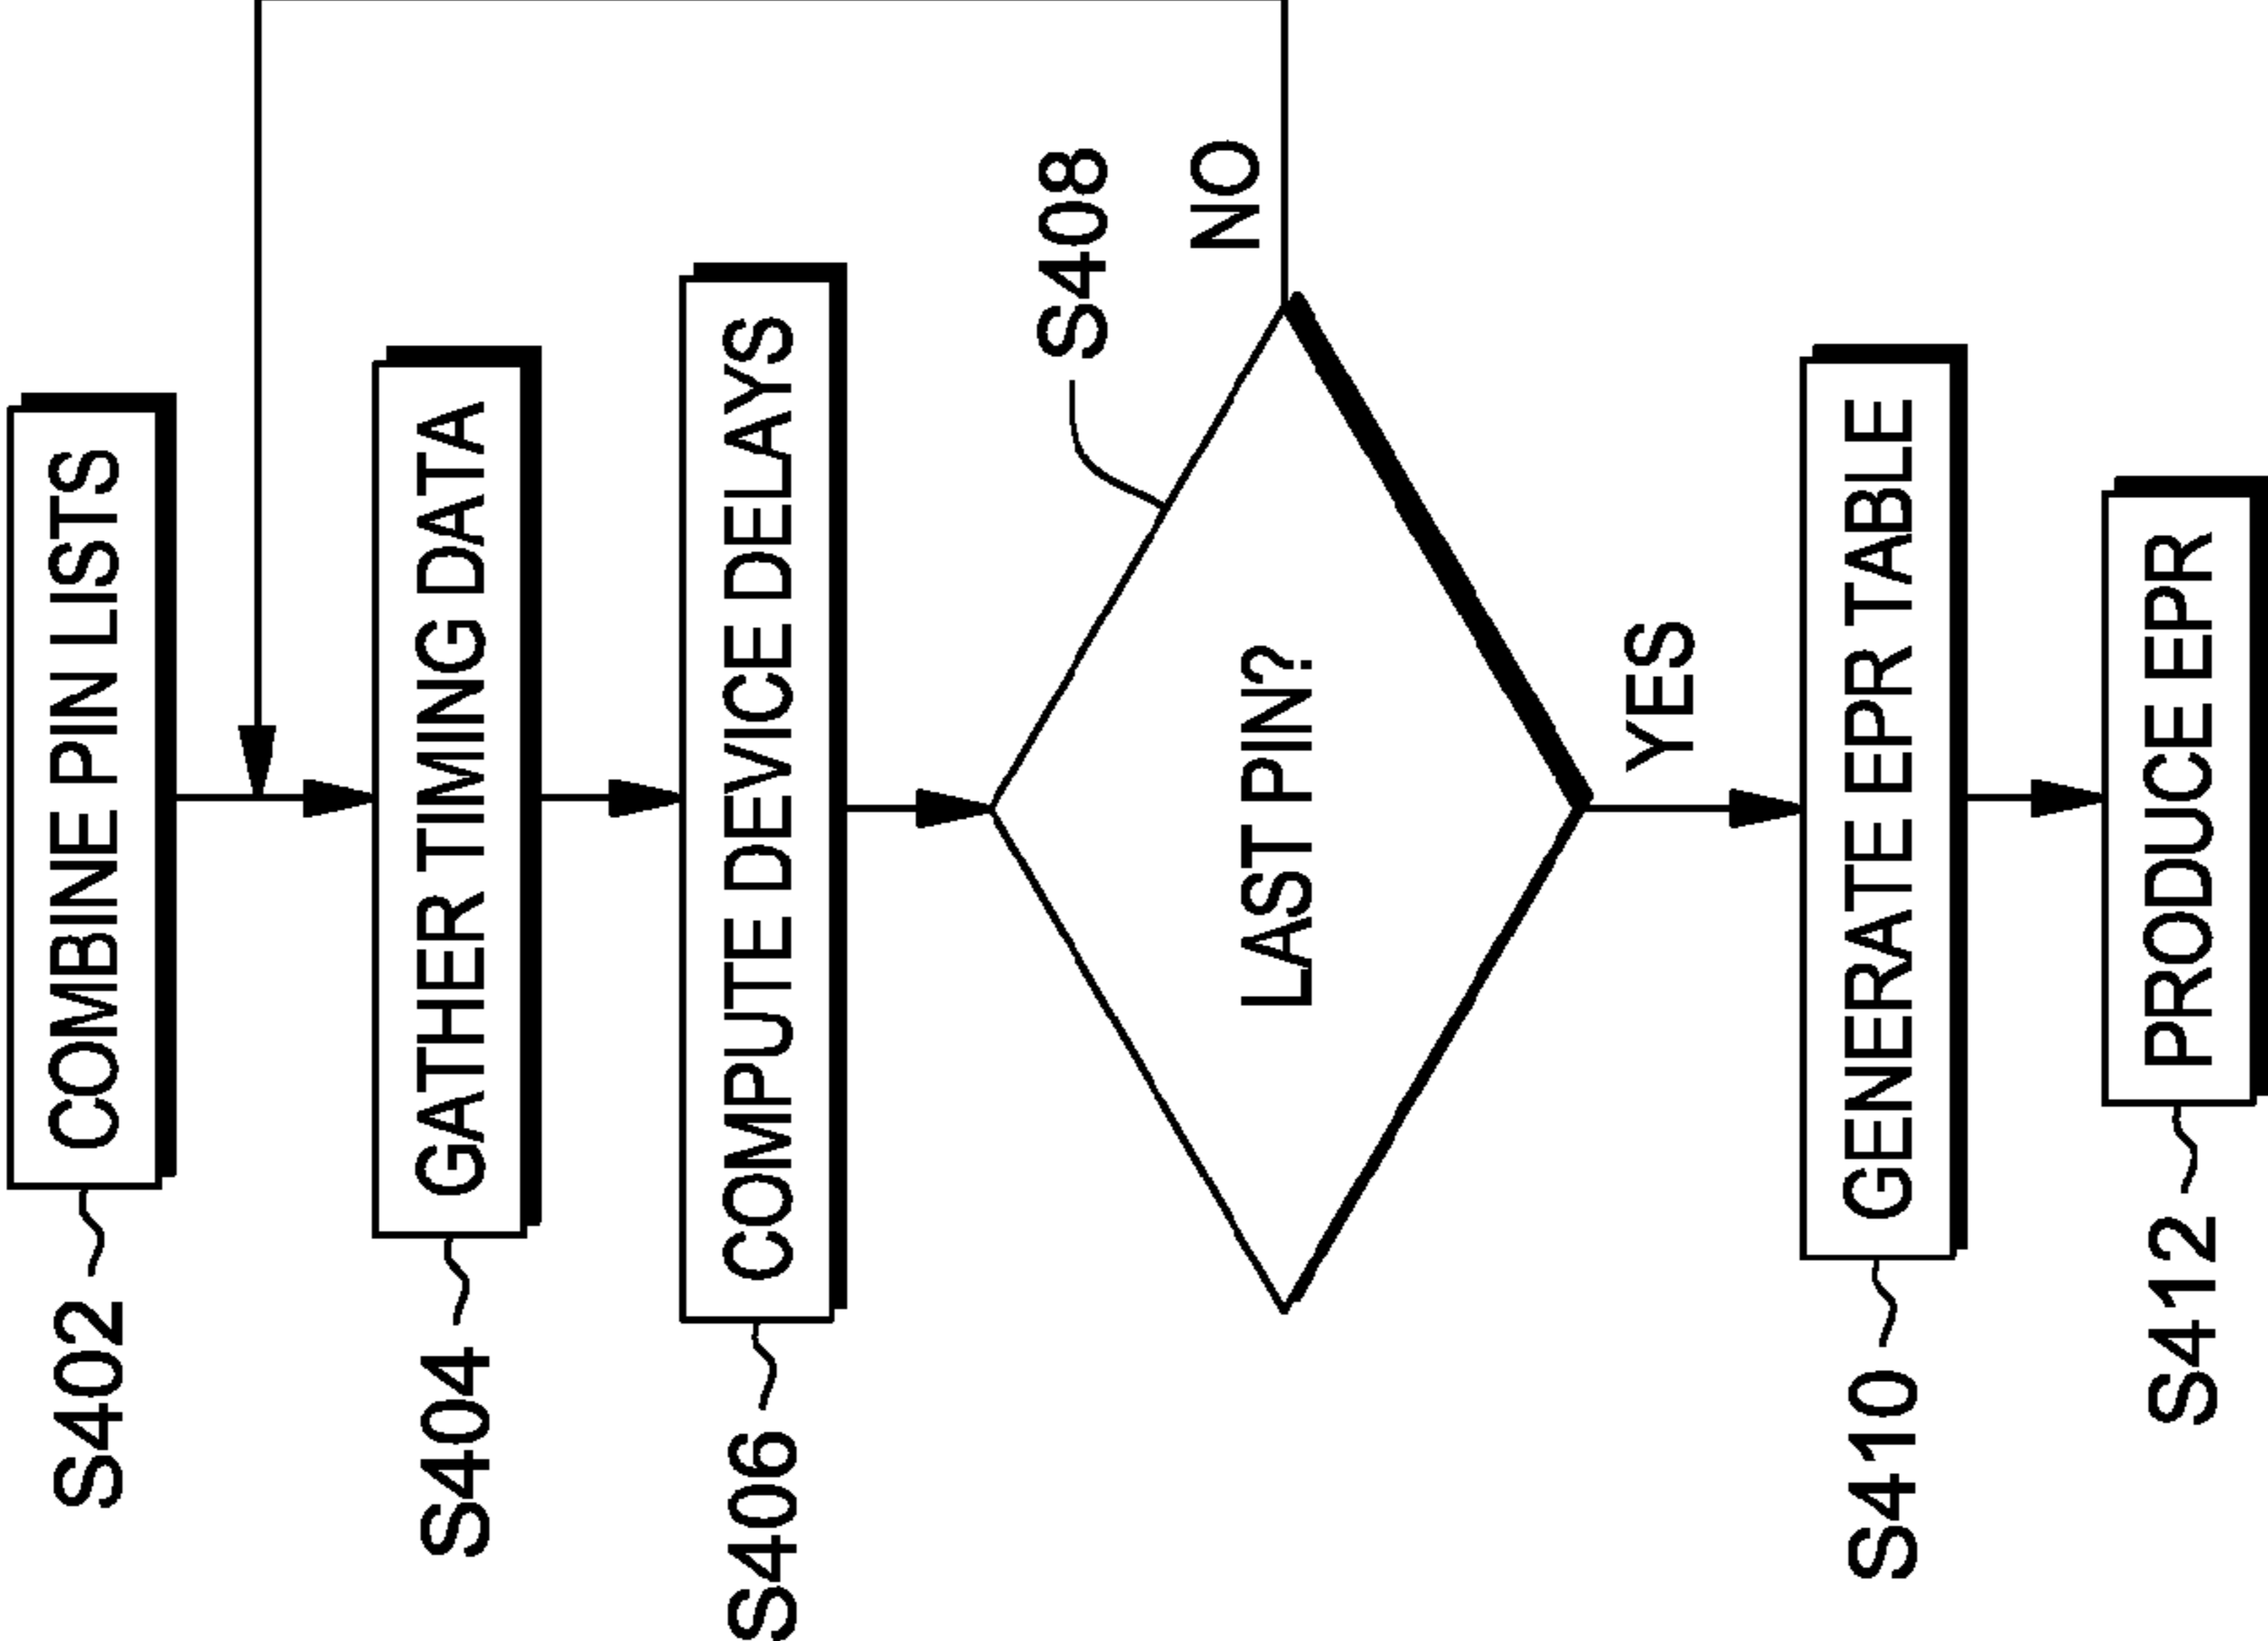 S402 COMBINE PIN LISTS
S404 GATHER TIMING DATA
S406 COMPUTE DEVICE DELAYS
S408
LAST PIN?
NO
YES
S410 GENERATE EPR TABLE
S412 PRODUCE EPR